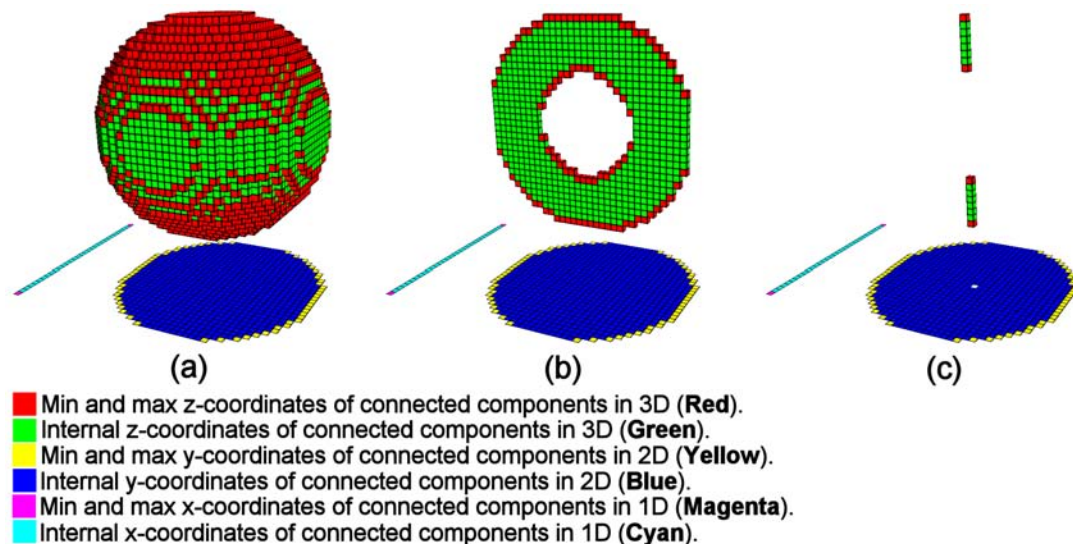 (a) (b) (c)
Min and max z-coordinates of connected components in 3D (Red).
Internal z-coordinates of connected components in 3D (Green).
Min and max y-coordinates of connected components in 2D (Yellow).
Internal y-coordinates of connected components in 2D (Blue).
Min and max x-coordinates of connected components in 1D (Magenta).
Internal x-coordinates of connected components in 1D (Cyan).